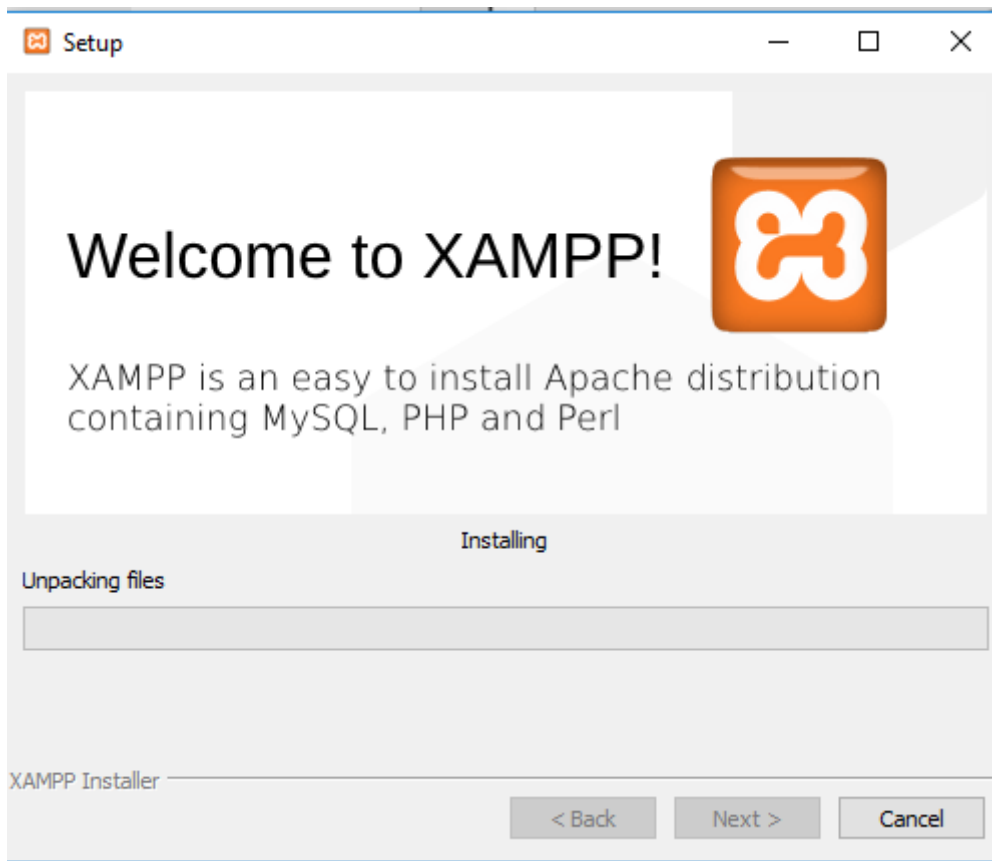 Setup
Welcome to XAMPP!
XAMPP is an easy to install Apache distribution
containing MySQL, PHP and Perl
Installing
Unpacking files
XAMPP Installer
< Back
Next >
Cancel